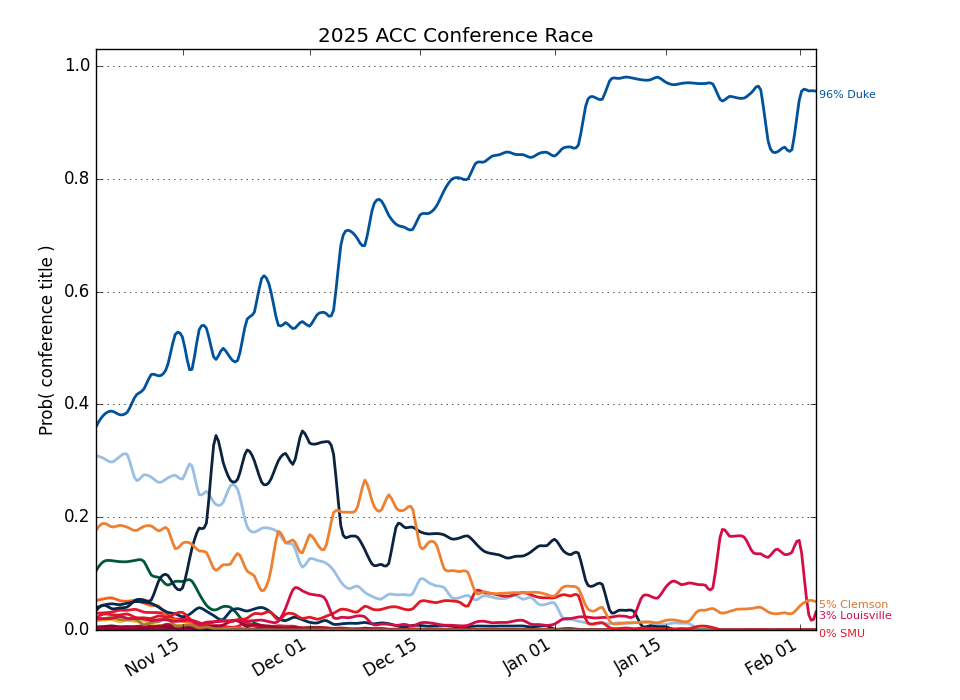 2025 ACC Conference Race
Prob( conference title )
1.0
0.8
0.6
0.4
0.2
0.0
Nov 15
Dec 01
Dec 15
Jan 01
Jan 15
Feb 01
96% Duke
5% Clemson
3% Louisville
0% SMU